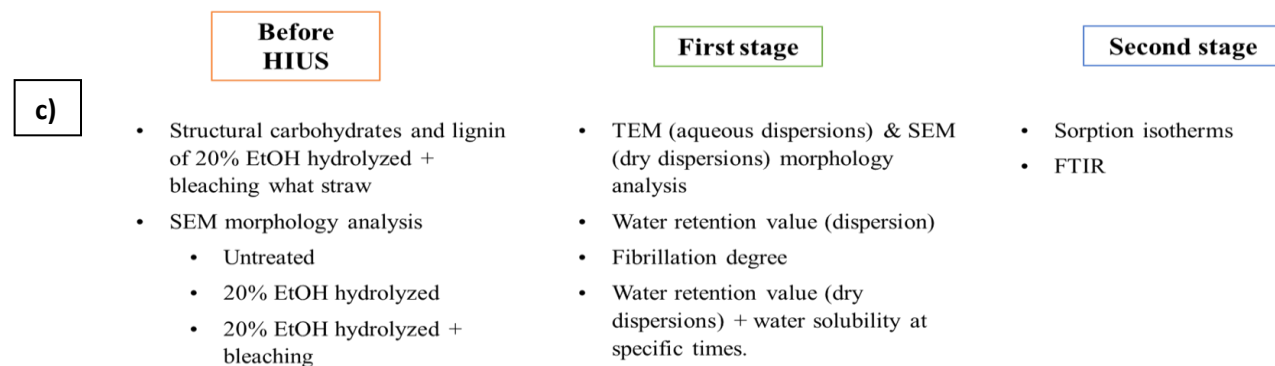 c)
Before
HIUS
• Structural carbohydrates and lignin
of 20% EtOH hydrolyzed +
bleaching what straw
• SEM morphology analysis
• Untreated
• 20% EtOH hydrolyzed
• 20% EtOH hydrolyzed +
bleaching
First stage
• TEM (aqueous dispersions) & SEM
(dry dispersions) morphology
analysis
• Water retention value (dispersion)
• Fibrillation degree
• Water retention value (dry
dispersions) + water solubility at
specific times.
Second stage
• Sorption isotherms
• FTIR